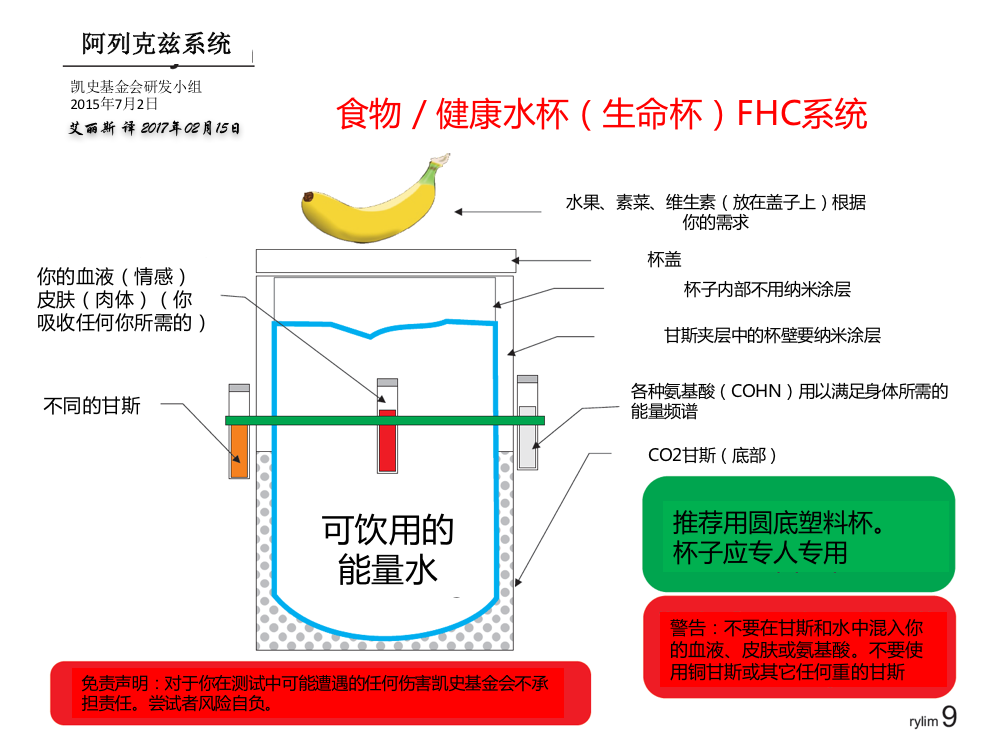 阿列克兹系统
凯史基金会研发小组
2015年7月2日
艾丽斯 译 2017年02月15日
食物 / 健康水杯（生命杯）FHC系统
水果、素菜、维生素（放在盖子上）根据
你的需求
杯盖
你的血液（情感）
皮肤（肉体）（你
吸收任何你所需的）
杯子内部不用纳米涂层
甘斯夹层中的杯壁要纳米涂层
各种氨基酸（COHN）用以满足身体所需的
能量频谱
不同的甘斯
CO2甘斯（底部）
可饮用的
能量水
推荐用圆底塑料杯。
杯子应专人专用
警告：不要在甘斯和水中混入你
的血液、皮肤或氨基酸。不要使
用铜甘斯或其它任何重的甘斯
免责声明：对于你在测试中可能遭遇的任何伤害凯史基金会不承
担责任。尝试者风险自负。
rylim 9